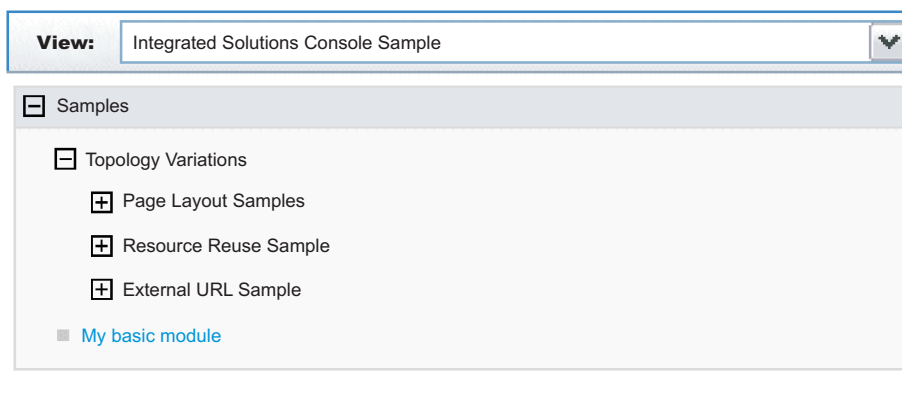 View: Integrated Solutions Console Sample
Samples
Topology Variations
Page Layout Samples
Resource Reuse Sample
External URL Sample
My basic module